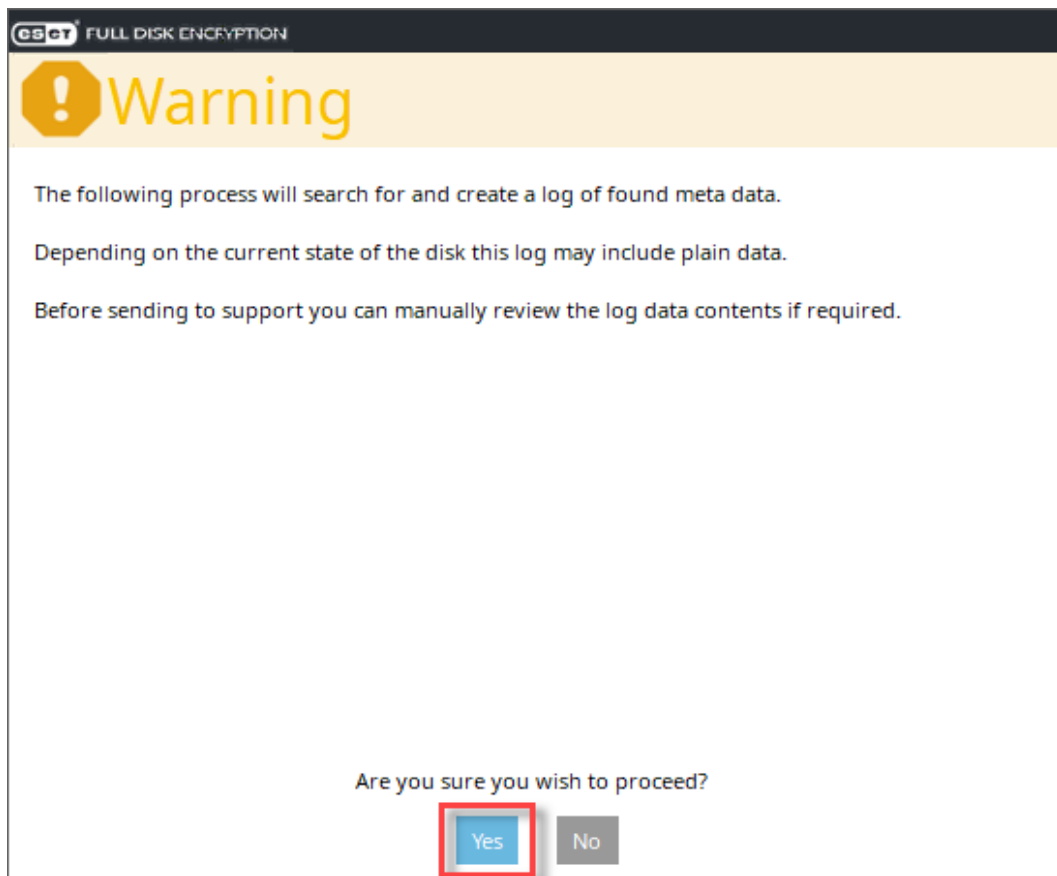 eset FULL DISK ENCRYPTION
Warning
The following process will search for and create a log of found meta data.
Depending on the current state of the disk this log may include plain data.
Before sending to support you can manually review the log data contents if required.
Are you sure you wish to proceed?
Yes No